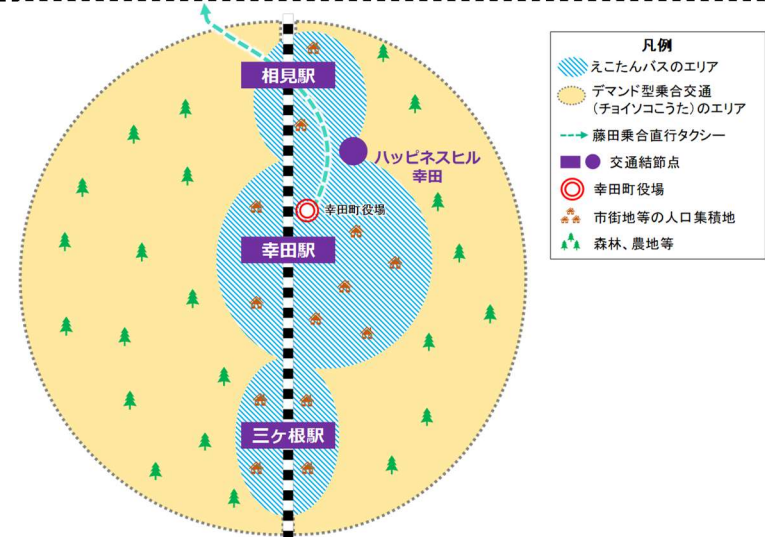 相見駅
ハッピネスヒル
幸田
幸田町役場
幸田駅
三ヶ根駅
凡例
えこたんバスのエリア
デマンド型乗合交通
(チョイソコこうた)のエリア
藤田乗合直行タクシー
交通結節点
幸田町役場
市街地等の人口集積地
森林、農地等